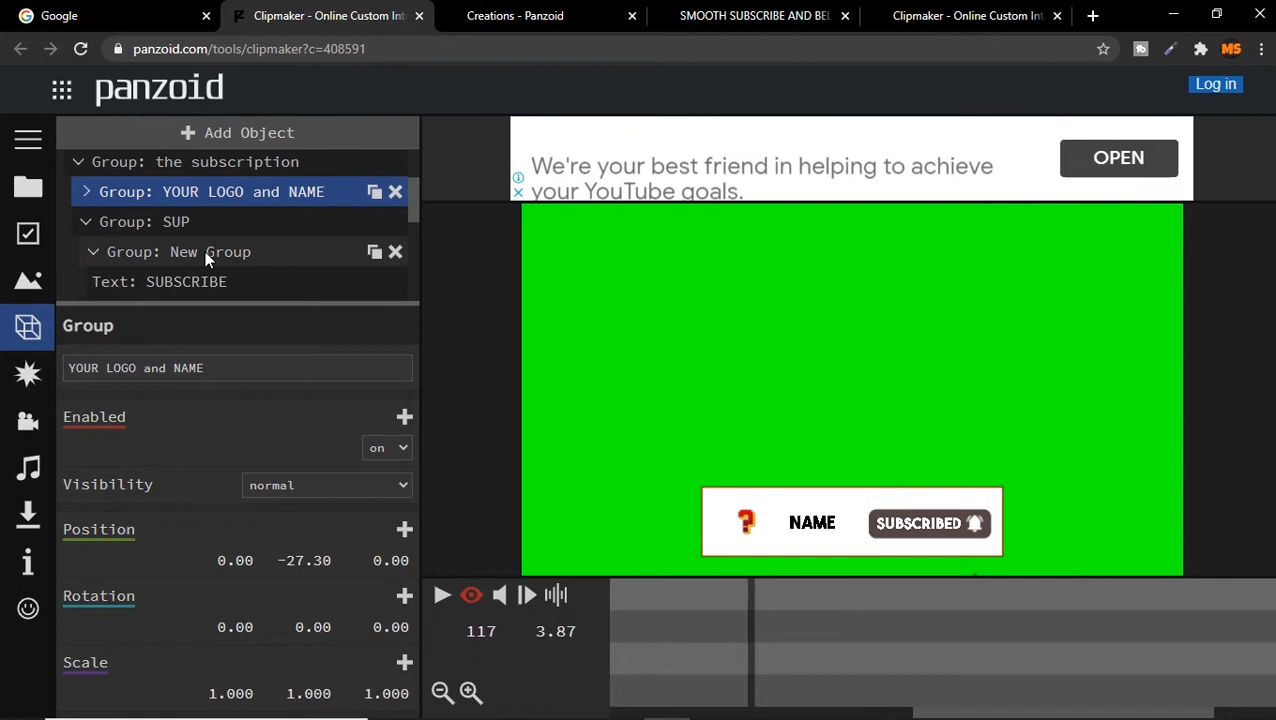 Google
Clipmaker - Online Custom Int
Creations - Panzoid
SMOOTH SUBSCRIBE AND BEL
Clipmaker - Online Custom Int
panzoid.com/tools/clipmaker?c=408591
MS
panzoid
Log in
Add Object
Group: the subscription
Group: YOUR LOGO and NAME
Group: SUP
Group: New Group
Text: SUBSCRIBE
We're your best friend in helping to achieve
your YouTube goals.
OPEN
Group
YOUR LOGO and NAME
Enabled
on
Visibility
normal
Position
0.00 -27.30 0.00
Rotation
0.00 0.00 0.00
Scale
1.000 1.000 1.000
? NAME SUBSCRIBED
117 3.87